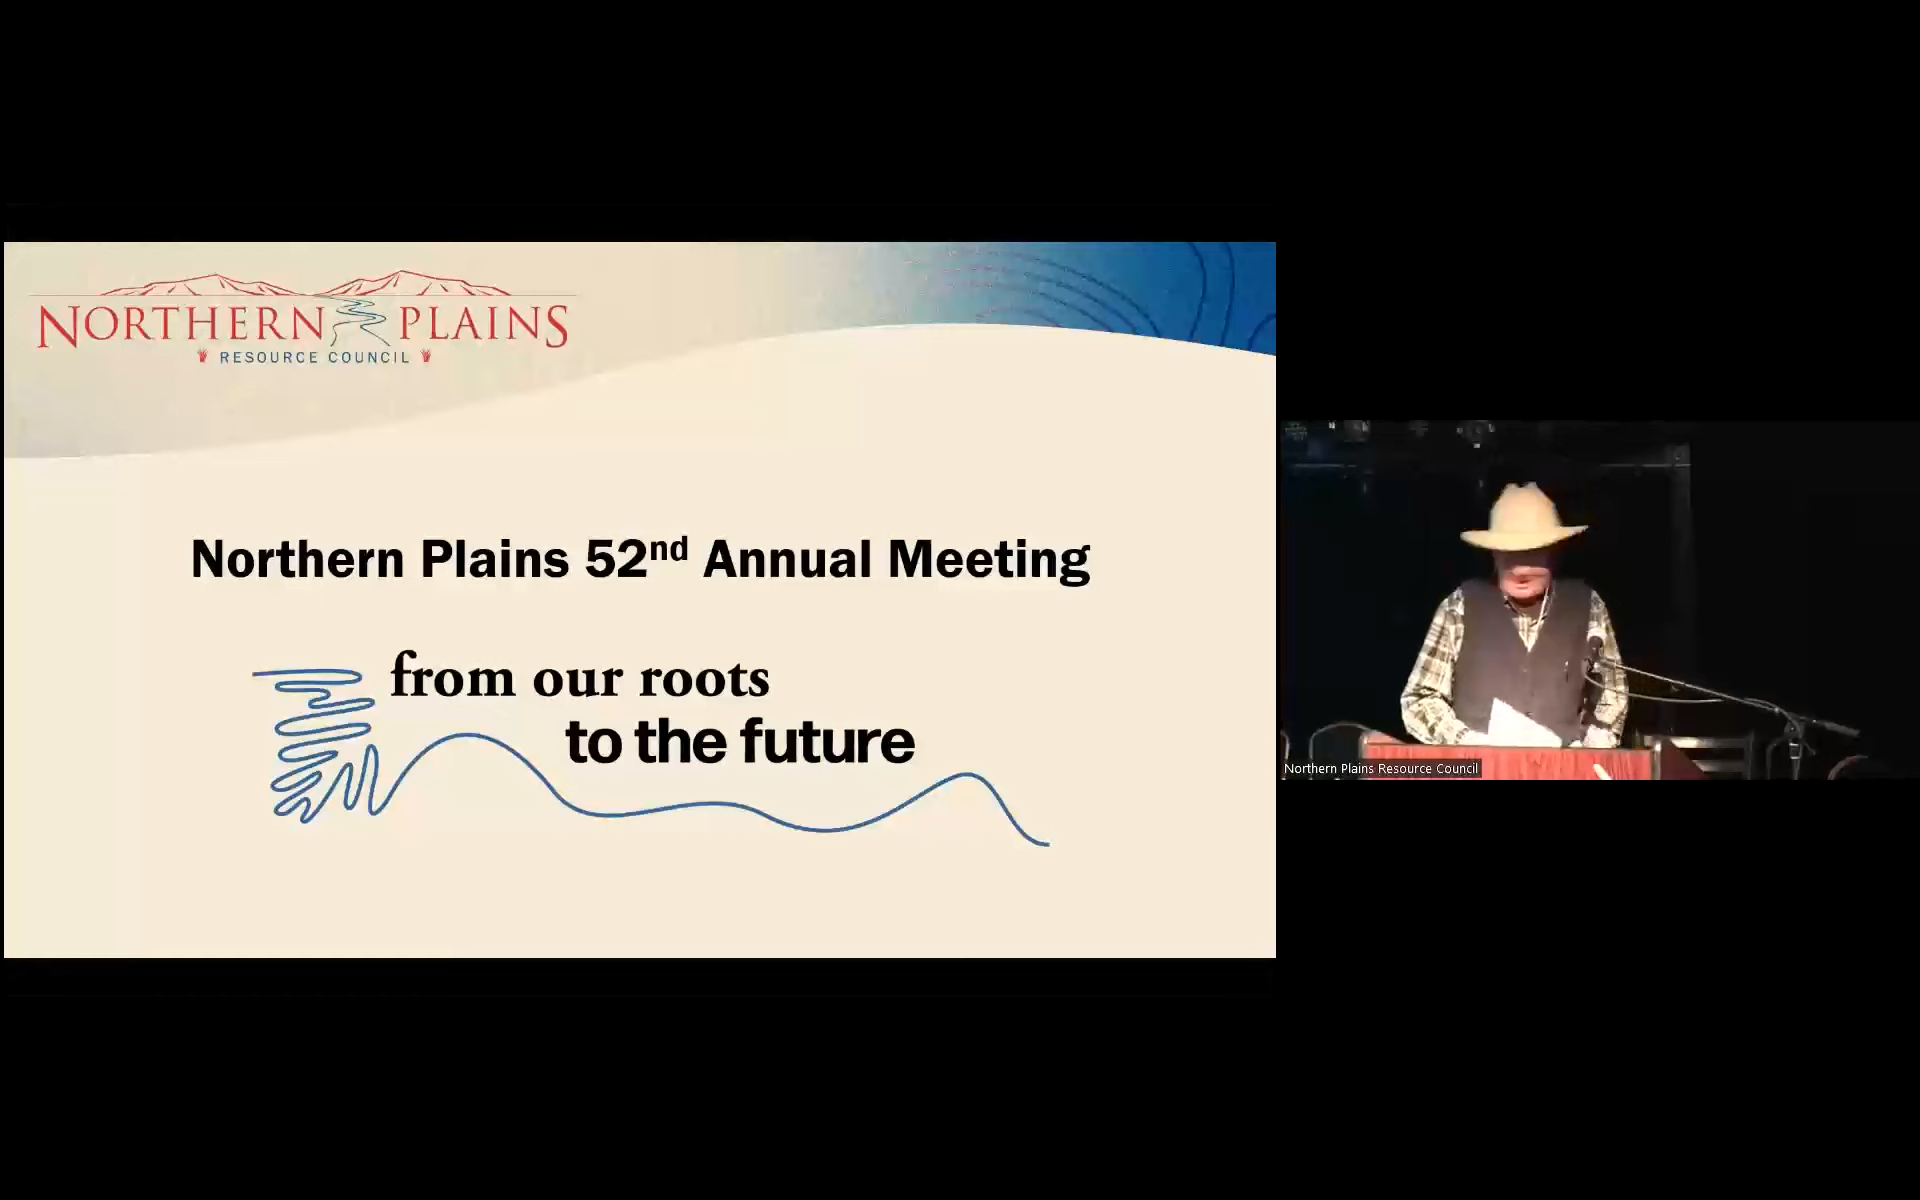 NORTHERN PLAINS
RESOURCE COUNCIL
Northern Plains 52nd Annual Meeting
from our roots
to the future
Northern Plains Resource Council